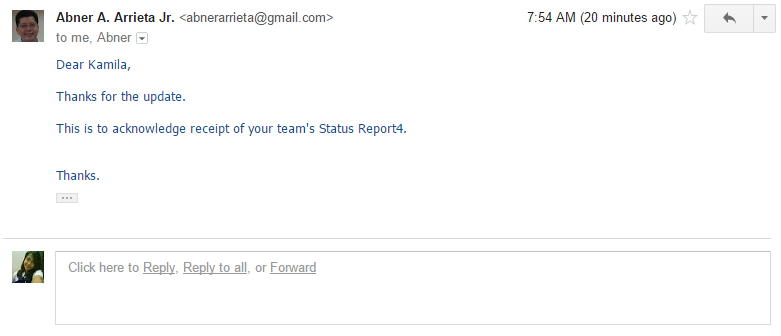 Abner A. Arrieta Jr. <abnerarrieta@gmail.com> 7:54 AM (20 minutes ago)
to me, Abner
Dear Kamila,
Thanks for the update.
This is to acknowledge receipt of your team's Status Report4.
Thanks.
Click here to Reply, Reply to all, or Forward